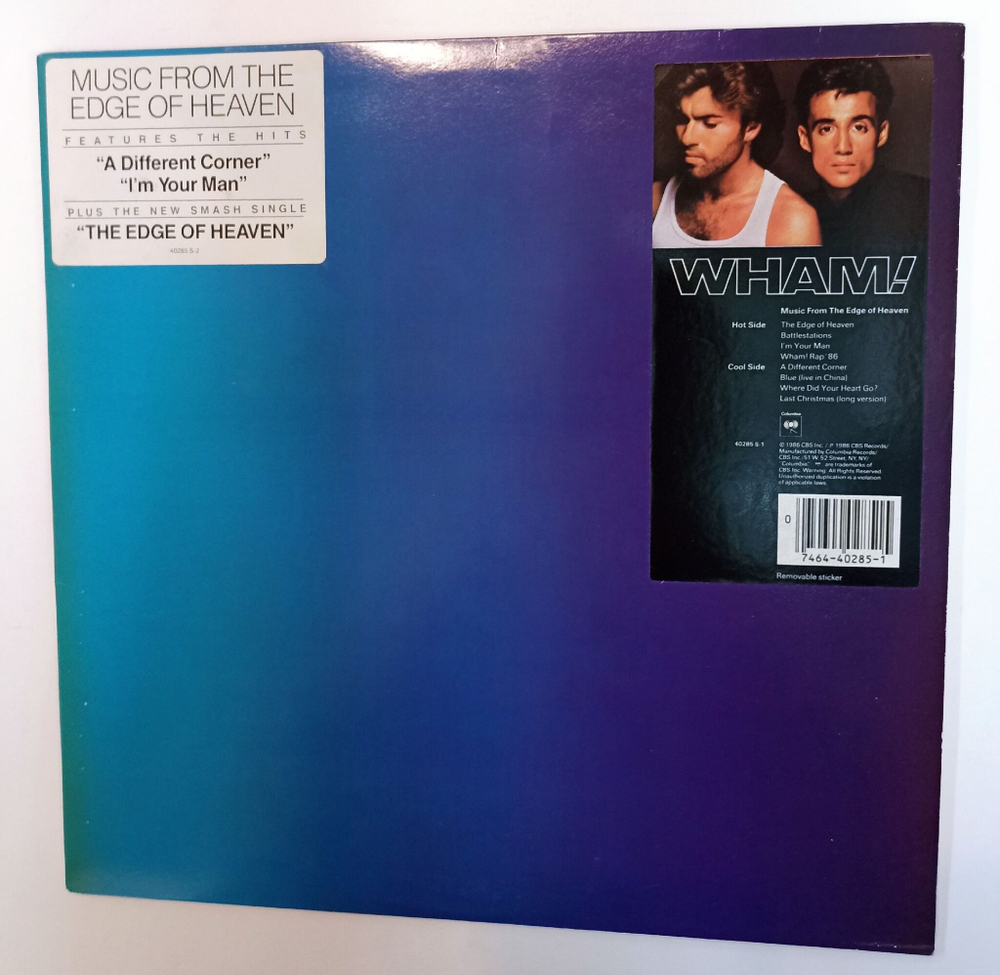 MUSIC FROM THE
EDGE OF HEAVEN
FEATURES THE HITS
“A Different Corner”
“I’m Your Man”
PLUS THE NEW SMASH SINGLE
“THE EDGE OF HEAVEN”
40285 S-2
WHAM!
Music From The Edge of Heaven
Hot Side The Edge of Heaven
Battlestations
I'm Your Man
Wham! Rap '86
Cool Side A Different Corner
Blue (live in China)
Where Did Your Heart Go?
Last Christmas (long version)
Columbia
40285 S-1
© 1986 CBS Inc. / ℗ 1986 CBS Records/
Manufactured by Columbia Records/
CBS Inc. /51 W. 52 Street, NY, NY/
"Columbia," are trademarks of
CBS Inc. Warning: All Rights Reserved.
Unauthorized duplication is a violation
of applicable laws.
0 7464-40285-1
Removable sticker